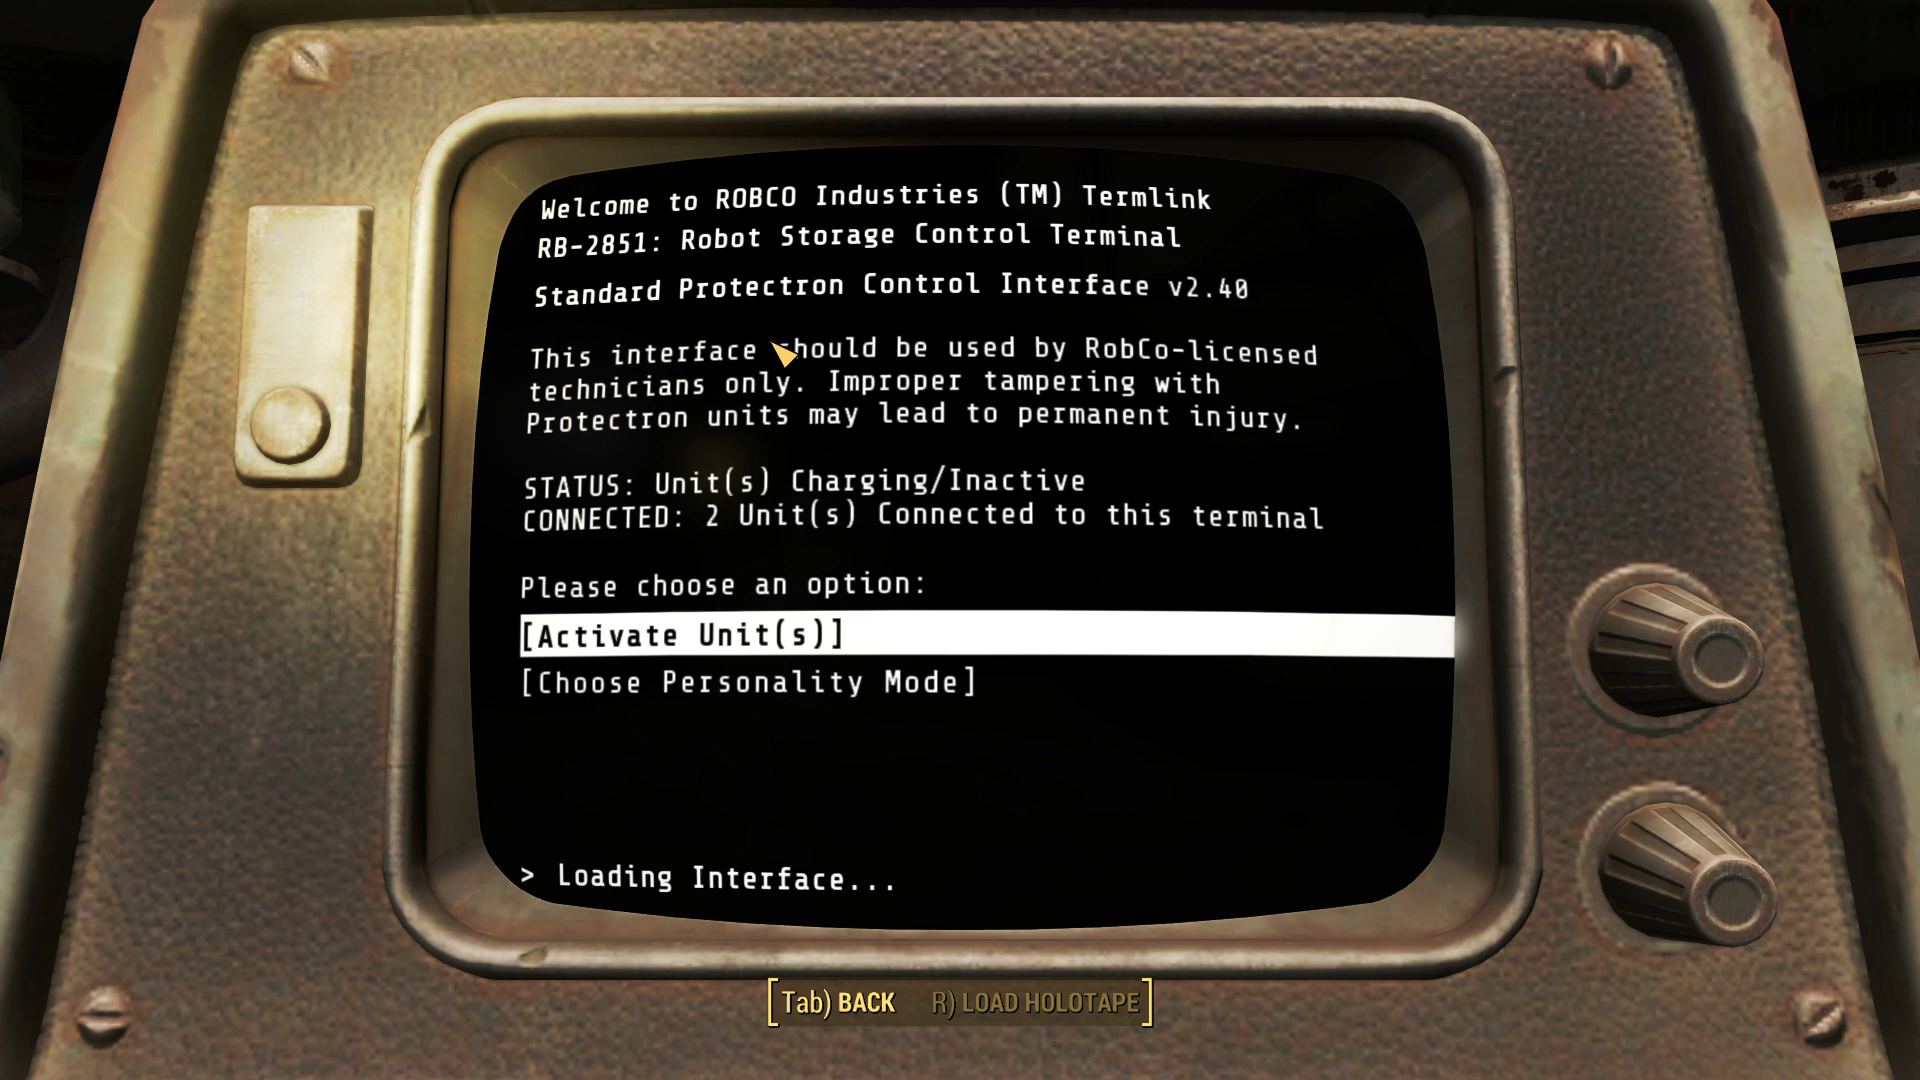 Welcome to ROBCO Industries (TM) Termlink
RB-2851: Robot Storage Control Terminal
Standard Protectron Control Interface v2.40
This interface should be used by RobCo-licensed
technicians only. Improper tampering with
Protectron units may lead to permanent injury.
STATUS: Unit(s) Charging/Inactive
CONNECTED: 2 Unit(s) Connected to this terminal
Please choose an option:
[Activate Unit(s)]
[Choose Personality Mode]
> Loading Interface...
[Tab) BACK R) LOAD HOLOTAPE]